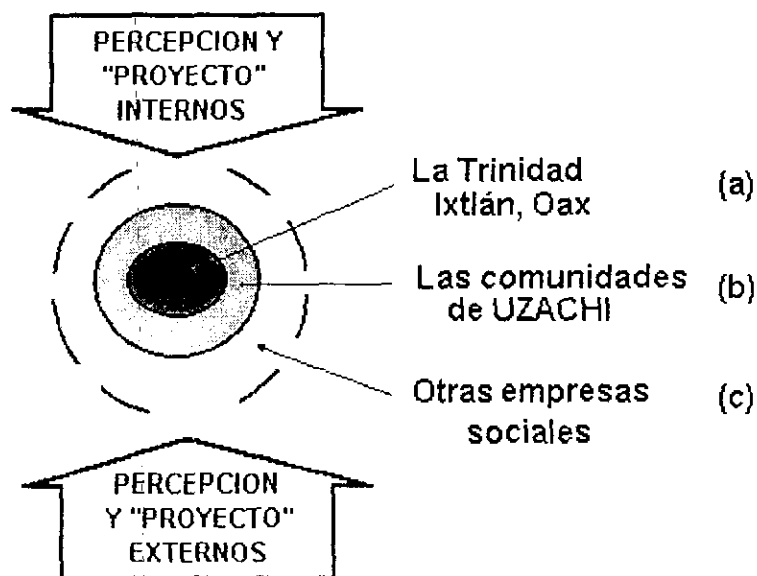 PERCEPCION Y
"PROYECTO"
INTERNOS
La Trinidad
Ixtlán, Oax
(a)
Las comunidades
de UZACHI
(b)
Otras empresas
sociales
(c)
PERCEPCION
Y "PROYECTO"
EXTERNOS